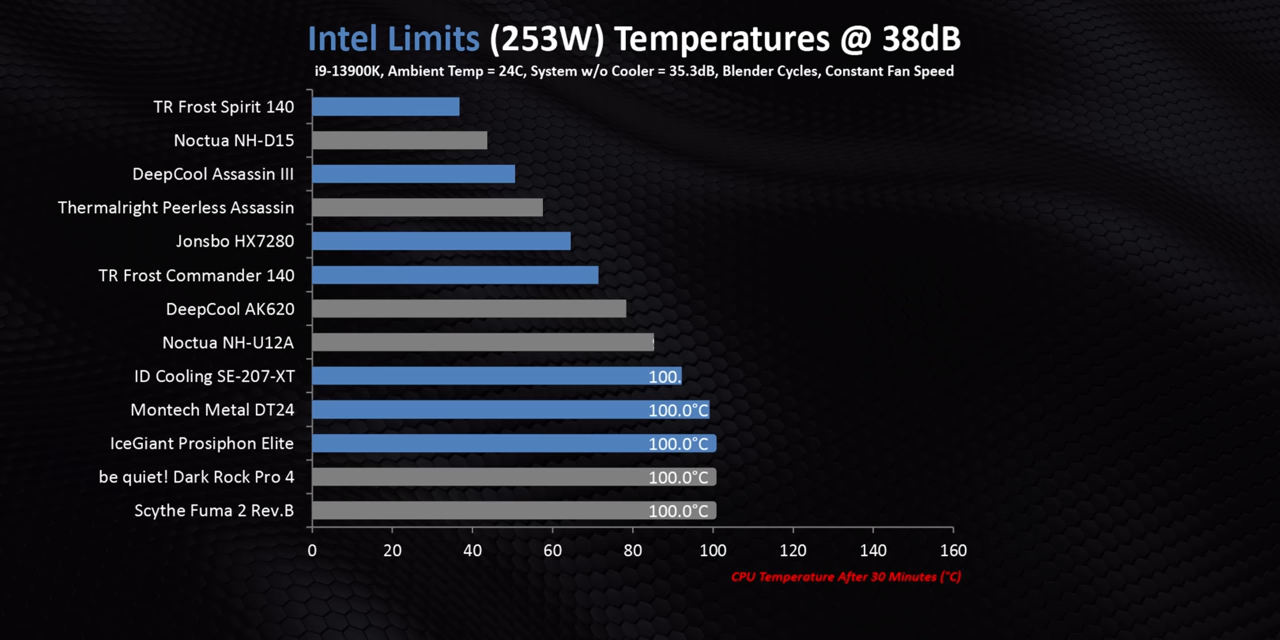 Intel Limits (253W) Temperatures @ 38dB
i9-13900K, Ambient Temp = 24C, System w/o Cooler = 35.3dB, Blender Cycles, Constant Fan Speed
TR Frost Spirit 140
Noctua NH-D15
DeepCool Assassin III
Thermalright Peerless Assassin
Jonsbo HX7280
TR Frost Commander 140
DeepCool AK620
Noctua NH-U12A
ID Cooling SE-207-XT 100.
Montech Metal DT24 100.0°C
IceGiant Prosiphon Elite 100.0°C
be quiet! Dark Rock Pro 4 100.0°C
Scythe Fuma 2 Rev.B 100.0°C
0 20 40 60 80 100 120 140 160
CPU Temperature After 30 Minutes (°C)